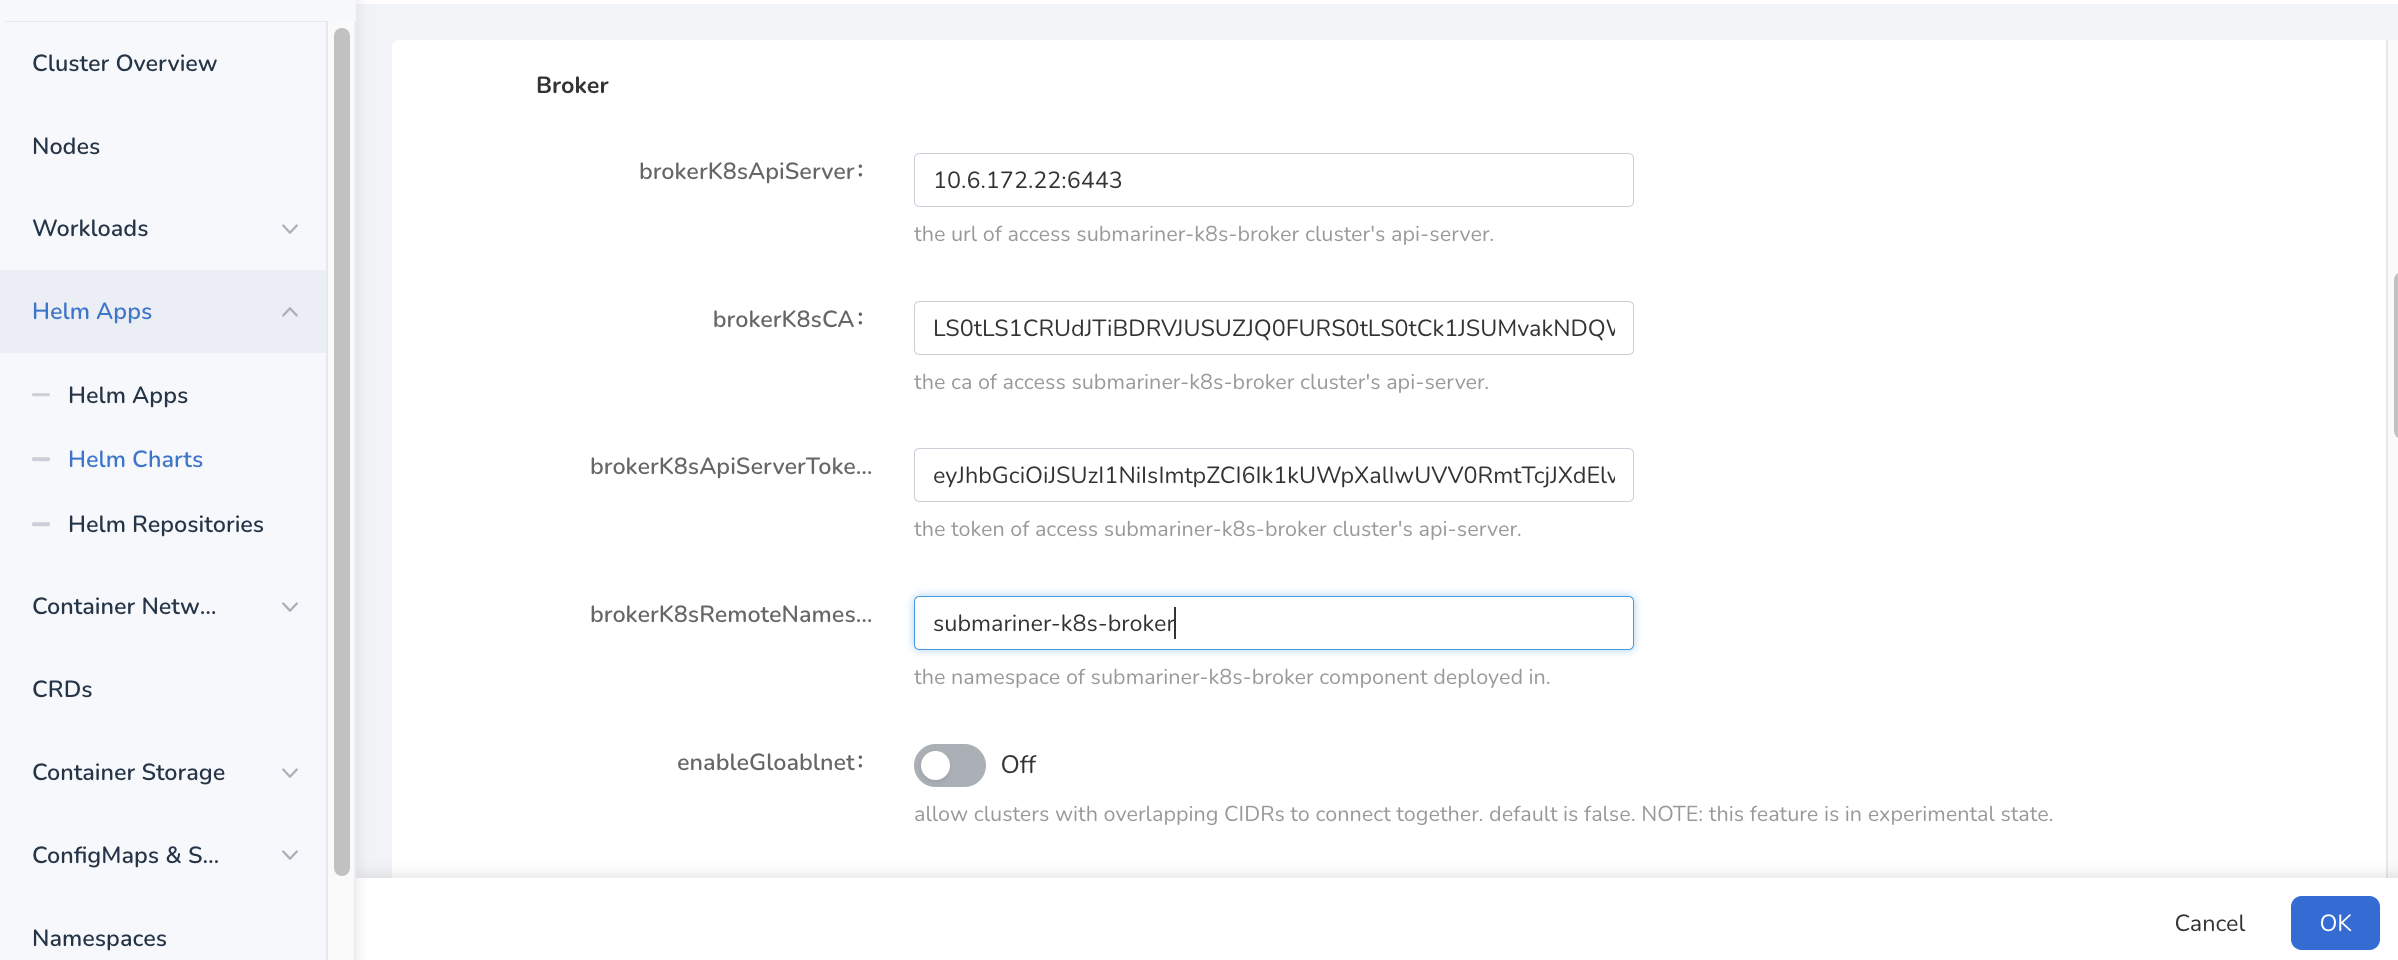 Cluster Overview
Nodes
Workloads
Helm Apps
Helm Apps
Helm Charts
Helm Repositories
Container Netw...
CRDs
Container Storage
ConfigMaps & S...
Namespaces
Broker
brokerK8sApiServer:
10.6.172.22:6443
the url of access submariner-k8s-broker cluster's api-server.
brokerK8sCA:
the ca of access submariner-k8s-broker cluster's api-server.
brokerK8sApiServerToke...
the token of access submariner-k8s-broker cluster's api-server.
brokerK8sRemoteNames...
submariner-k8s-broker
the namespace of submariner-k8s-broker component deployed in.
enableGloablnet:
Off
allow clusters with overlapping CIDRs to connect together. default is false. NOTE: this feature is in experimental state.
Cancel
OK